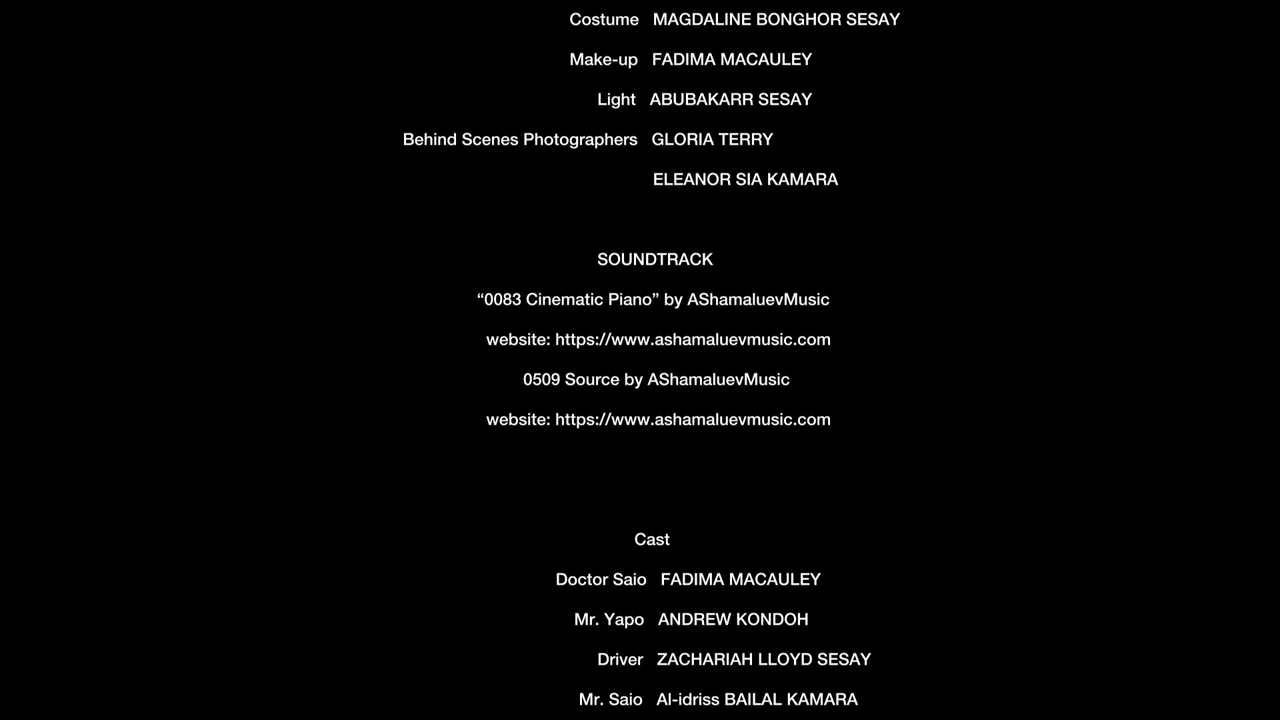 Costume MAGDALINE BONGHOR SESAY
Make-up FADIMA MACAULEY
Light ABUBAKARR SESAY
Behind Scenes Photographers GLORIA TERRY
ELEANOR SIA KAMARA
SOUNDTRACK
“0083 Cinematic Piano” by AShamaluevMusic
website: https://www.ashamaluevmusic.com
0509 Source by AShamaluevMusic
website: https://www.ashamaluevmusic.com
Cast
Doctor Saio FADIMA MACAULEY
Mr. Yapo ANDREW KONDOH
Driver ZACHARIAH LLOYD SESAY
Mr. Saio Al-idriss BAILAL KAMARA